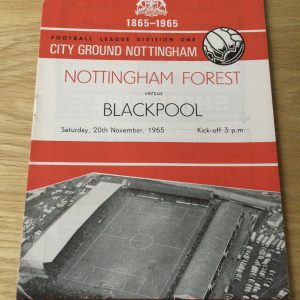 1865-1965
FOOTBALL LEAGUE DIVISION ONE
CITY GROUND NOTTINGHAM
NOTTINGHAM FOREST
versus
BLACKPOOL
Saturday, 20th November, 1965 Kick-off 3 p.m